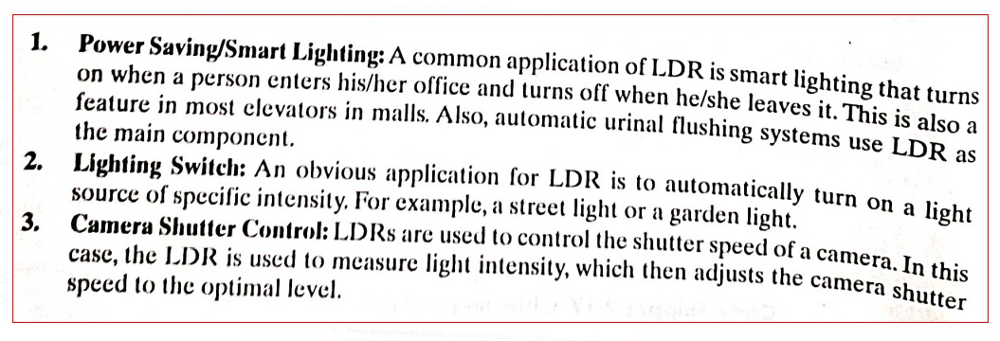 1. Power Saving/Smart Lighting: A common application of LDR is smart lighting that turns
on when a person enters his/her office and turns off when he/she leaves it. This is also a
feature in most elevators in malls. Also, automatic urinal flushing systems use LDR as
the main component.
2. Lighting Switch: An obvious application for LDR is to automatically turn on a light
source of specific intensity. For example, a street light or a garden light.
3. Camera Shutter Control: LDRs are used to control the shutter speed of a camera. In this
case, the LDR is used to measure light intensity, which then adjusts the camera shutter
speed to the optimal level.